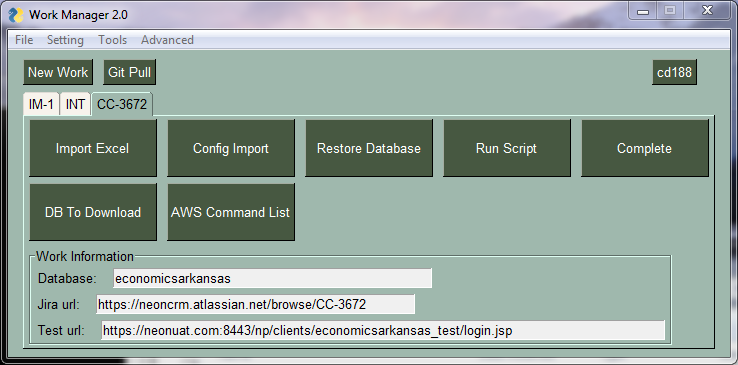 Work Manager 2.0
File Setting Tools Advanced
New Work Git Pull cd188
IM-1 INT CC-3672
Import Excel Config Import Restore Database Run Script Complete
DB To Download AWS Command List
Work Information
Database: economicsarkansas
Jira url: https://neoncrm.atlassian.net/browse/CC-3672
Test url: https://neonuat.com:8443/np/clients/economicsarkansas_test/login.jsp